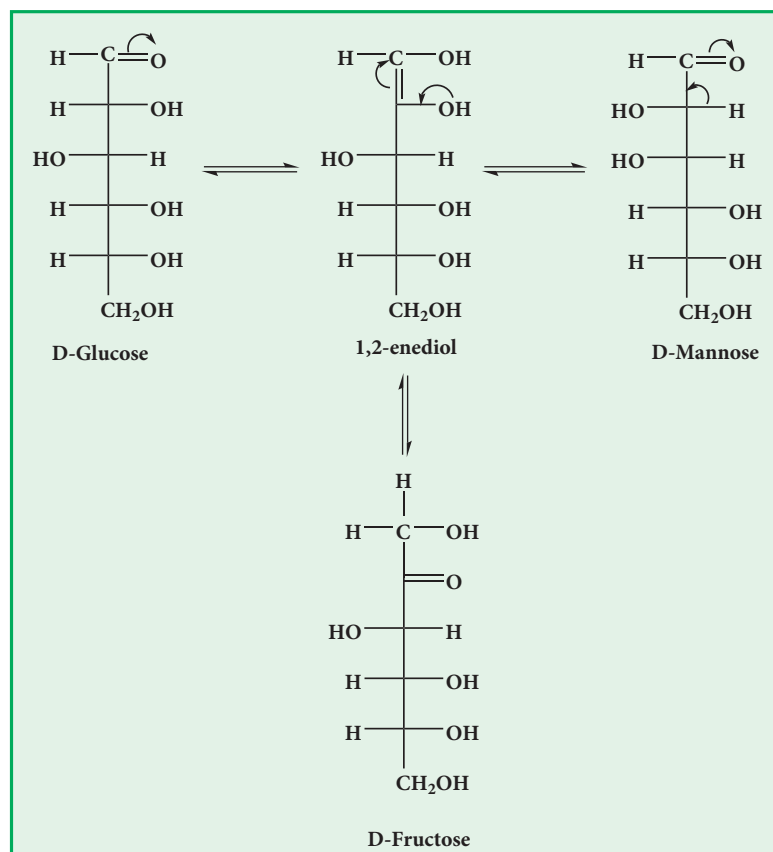 H C O H C OH H C O
H OH OH HO H
HO H HO H HO H
H OH H OH H OH
H OH H OH H OH
CH₂OH CH₂OH CH₂OH
D-Glucose 1,2-enediol D-Mannose
H
H C OH
O
HO H
H OH
H OH
CH₂OH
D-Fructose